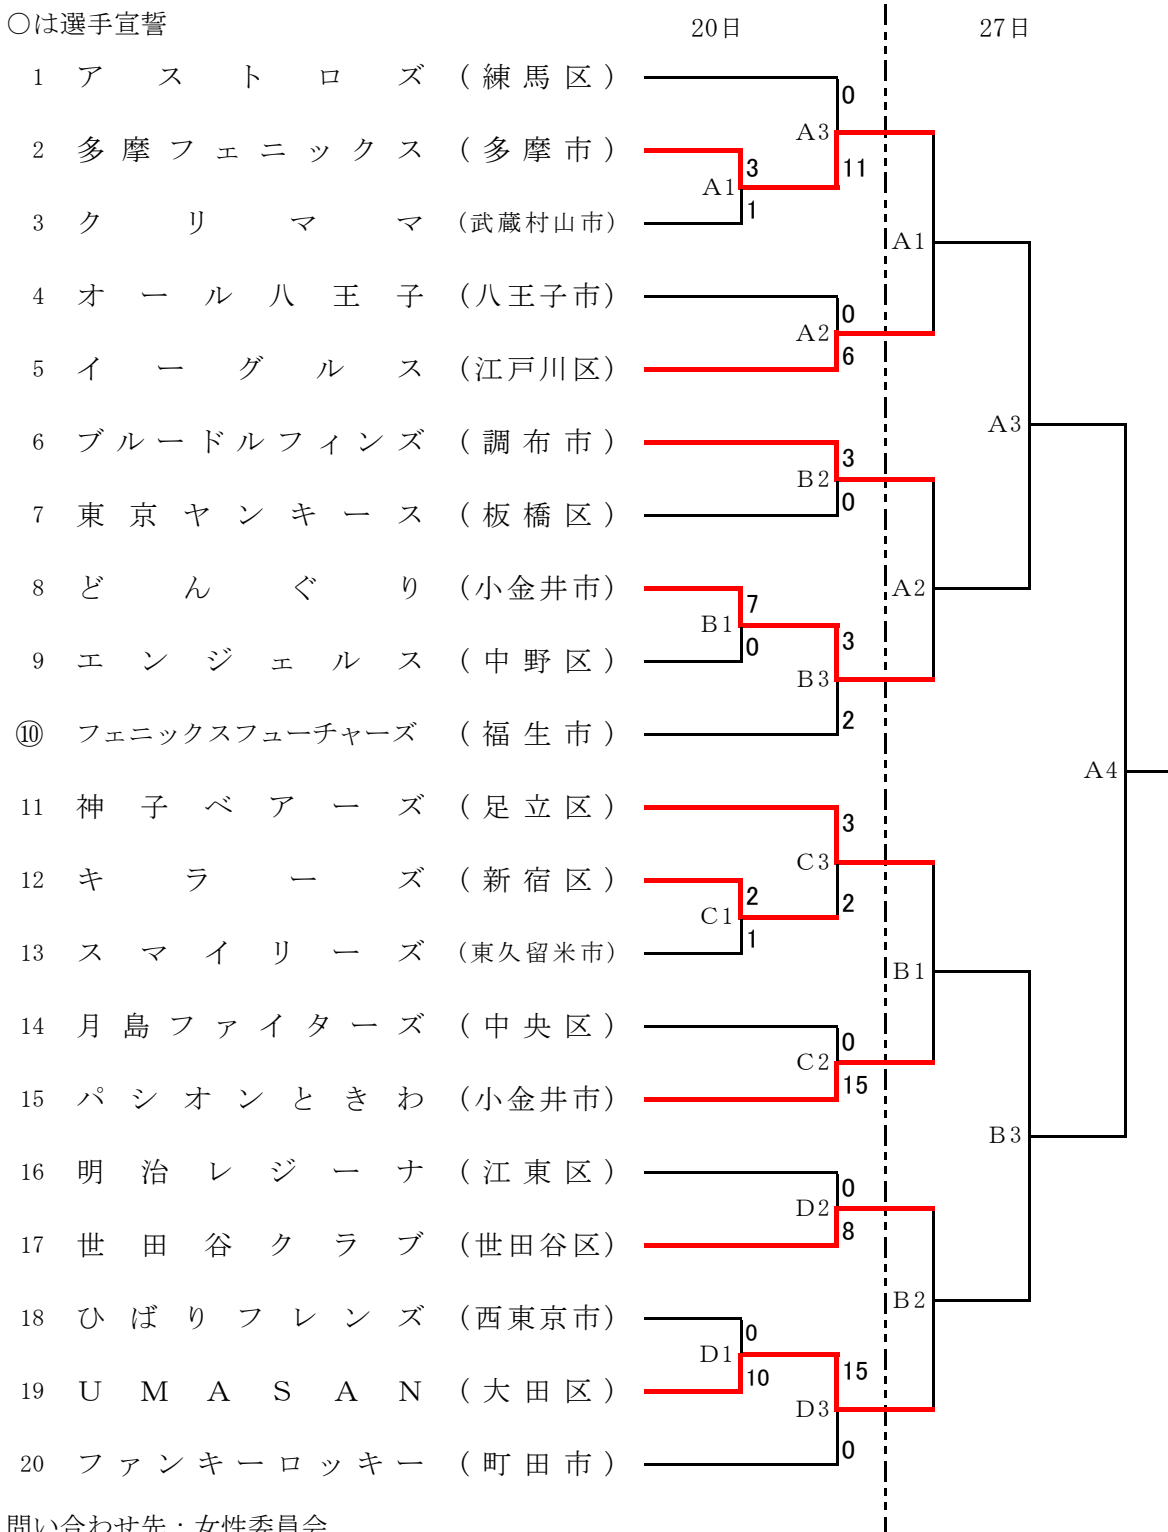 ○は選手宣誓 20日 27日
1 アストロズ (練馬区)
0
A3
2 多摩フェニックス (多摩市)
3 11
A1
3 クリママ (武蔵村山市) 1
A1
4 オール八王子 (八王子市)
0
A2
5 イーグルス (江戸川区) 6
A3
6 ブルードルフィンズ (調布市)
3
B2
7 東京ヤンキース (板橋区) 0
8 どんぐり (小金井市) A2
7
B1
9 エンジェルス (中野区) 0 3
B3
⑩ フェニックスフューチャーズ (福生市) 2
A4
11 神子ベアーズ (足立区)
3
C3
12 キラーズ (新宿区)
2 2
C1
13 スマイリーズ (東久留米市) 1
B1
14 月島ファイターズ (中央区)
0
C2
15 パシオンときわ (小金井市) 15
B3
16 明治レジーナ (江東区)
0
D2
17 世田谷クラブ (世田谷区) 8
B2
18 ひばりフレンズ (西東京市)
0
D1
19 UMASAN (大田区) 10 15
D3
20 ファンキーロッキー (町田市) 0
問い合わせ先：女性委員会